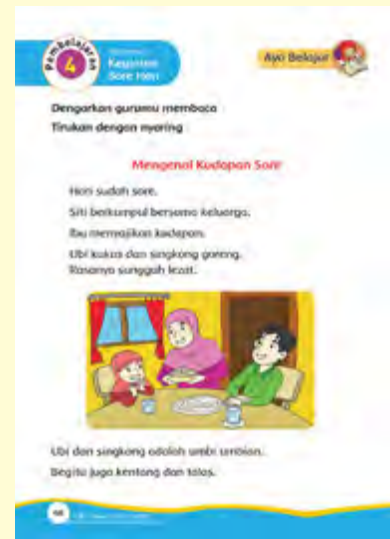 Pembelajaran
4
Kegiatan
Sore Hari
Ayo Belajar
Dengarkan gurumu membaca
Tirukan dengan nyaring
Mengenal Kudapan Sore
Hari sudah sore.
Siti berkumpul bersama keluarga.
Ibu menyajikan kudapan.
Ubi kukus dan singkong goreng.
Rasanya sungguh lezat.
Ubi dan singkong adalah umbi umbian.
Begitu juga kentang dan talas.